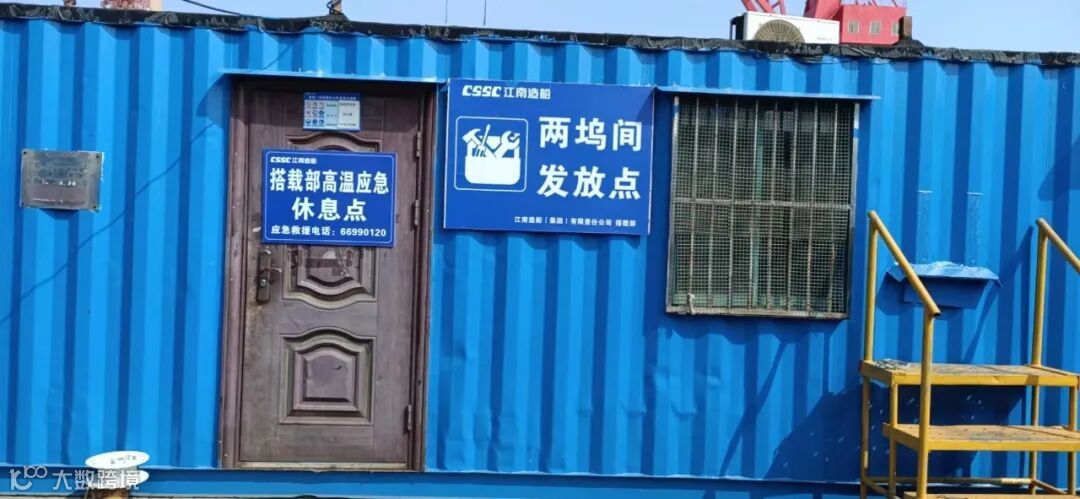 CSSC 江南造船
搭载部高温应急
休息点
应急救援电话：66990120
CSSC 江南造船
两坞间
发放点
江南造船（集团）有限责任公司 搭载部
大数跨境